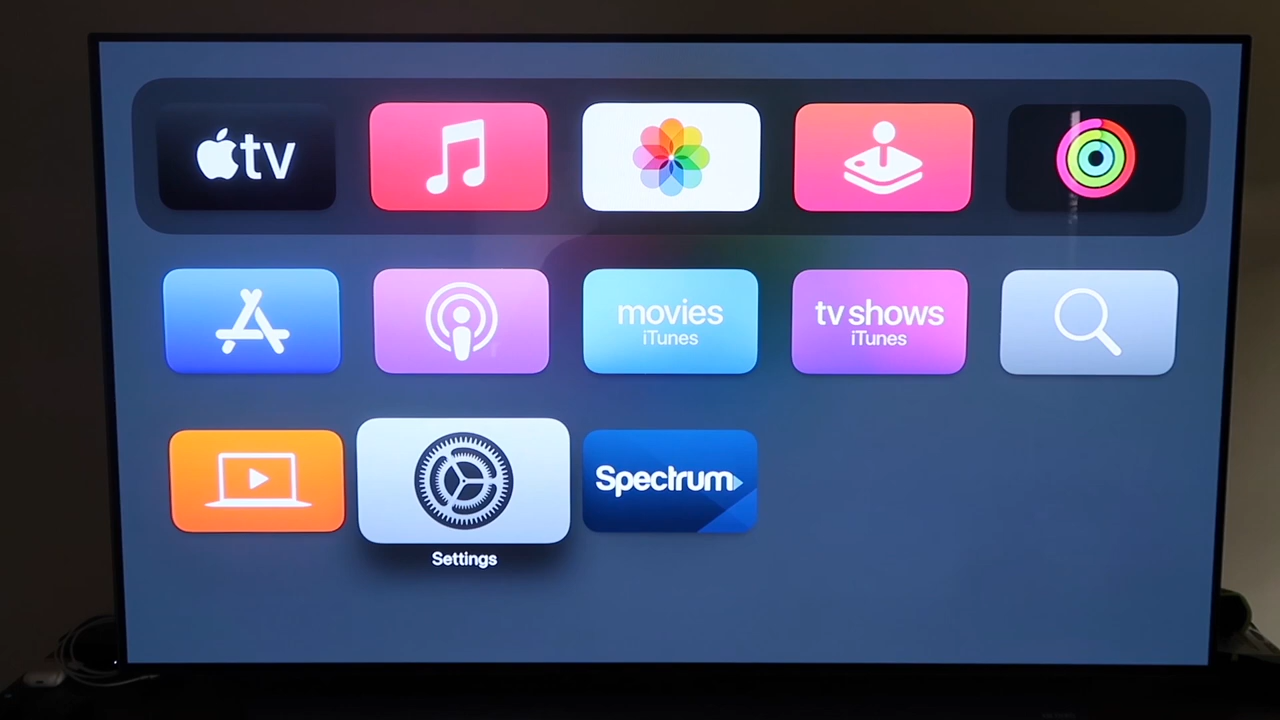 tv
movies
iTunes
tv shows
iTunes
Settings
Spectrum